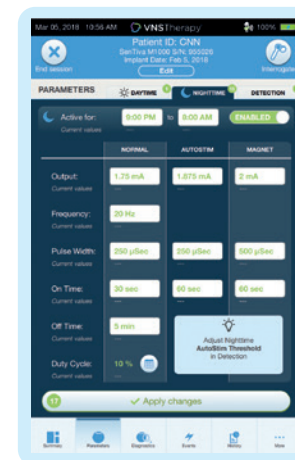 Mar 05, 2018 10:56 AM VNSTherapy 100%
Patient ID: CNN
SenTiva M1000 S/N: 955026
Implant Date: Feb 5, 2018
End session Edit Interrogate
PARAMETERS DAYTIME NIGHTTIME DETECTION
Active for: 9:00 PM to 8:00 AM ENABLED
Current values --- ---
NORMAL AUTOSTIM MAGNET
Output: 1.75 mA 1.875 mA 2 mA
Current values --- --- ---
Frequency: 20 Hz
Current values ---
Pulse Width: 250 µSec 250 µSec 500 µSec
Current values --- --- ---
On Time: 30 sec 60 sec 60 sec
Current values --- --- ---
Off Time: 5 min
Current values ---
Adjust Nighttime
AutoStim Threshold
in Detection
Duty Cycle: 10 %
Current values ---
17 Apply changes
Summary Parameters Diagnostics Events History More